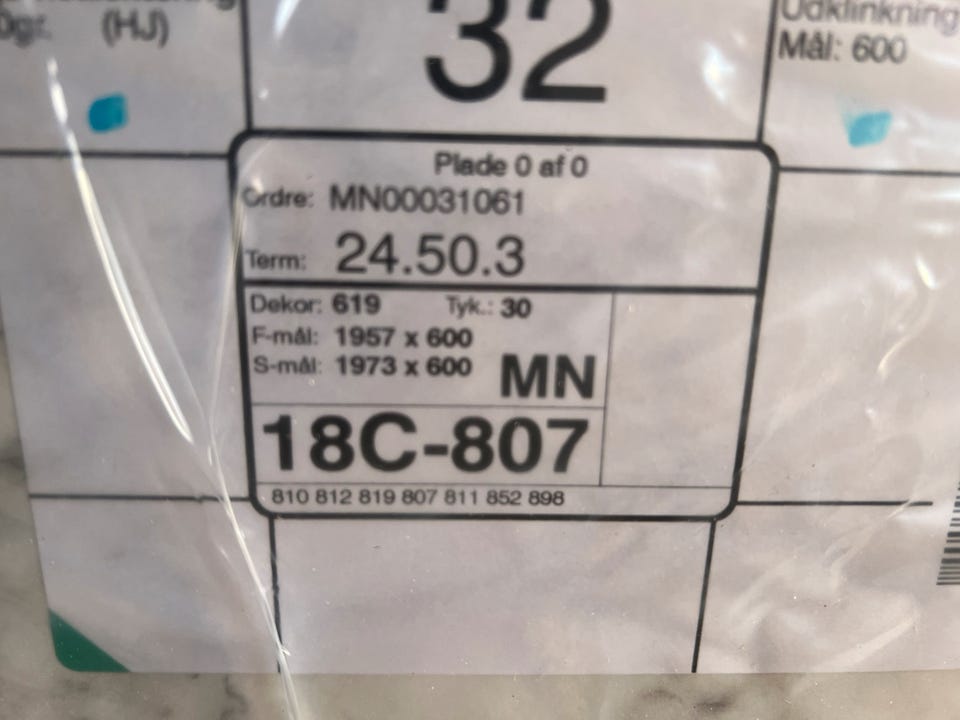 Dgr. (HJ)
32
Udklinkning
Mål: 600
Plade 0 af 0
Ordre: MN00031061
Term: 24.50.3
Dekor: 619 Tyk.: 30
F-mål: 1957 x 600
S-mål: 1973 x 600
MN
18C-807
810 812 819 807 811 852 898